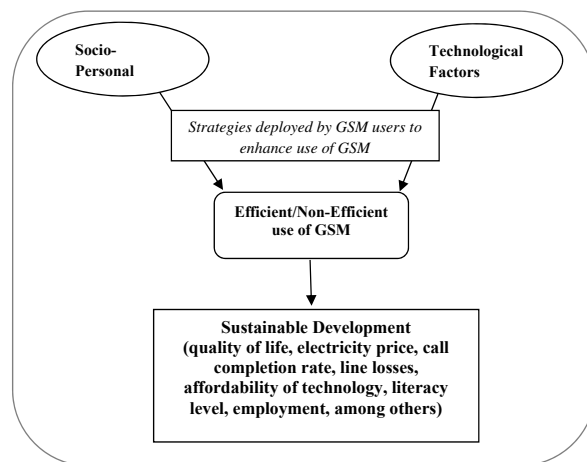 Socio-
Personal
Technological
Factors
Strategies deployed by GSM users to
enhance use of GSM
Efficient/Non-Efficient
use of GSM
Sustainable Development
(quality of life, electricity price, call
completion rate, line losses,
affordability of technology, literacy
level, employment, among others)